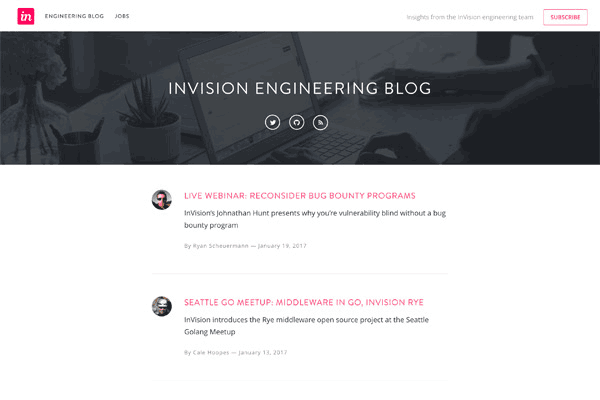 in
ENGINEERING BLOG
JOBS
Insights from the InVision engineering team
SUBSCRIBE
INVISION ENGINEERING BLOG
LIVE WEBINAR: RECONSIDER BUG BOUNTY PROGRAMS
InVision's Johnathan Hunt presents why you're vulnerability blind without a bug
bounty program
By Ryan Scheuermann — January 19, 2017
SEATTLE GO MEETUP: MIDDLEWARE IN GO, INVISION RYE
InVision introduces the Rye middleware open source project at the Seattle
Golang Meetup
By Cale Hoopes — January 13, 2017